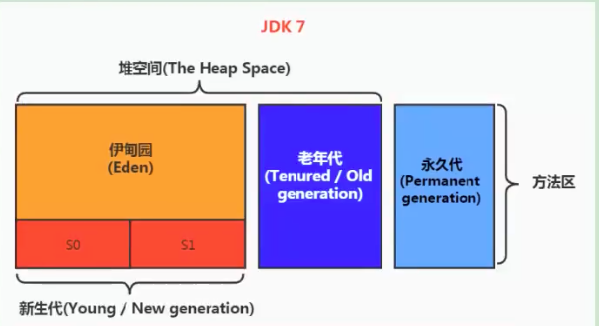 JDK 7
堆空间(The Heap Space)
伊甸园
(Eden)
老年代
(Tenured / Old
generation)
永久代
(Permanent
generation)
方法区
S0
S1
新生代(Young / New generation)